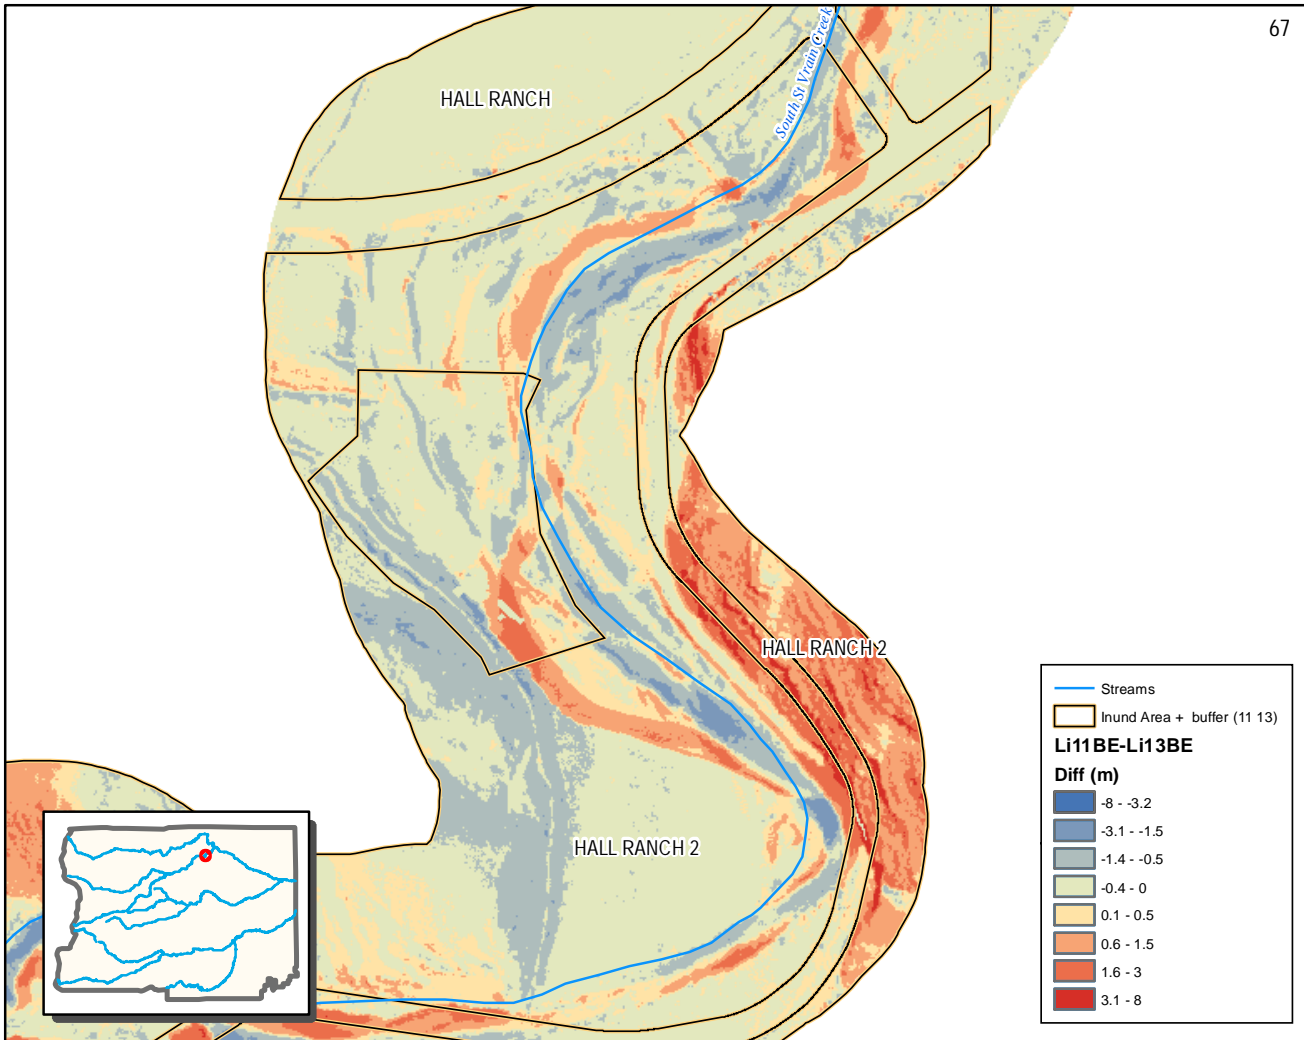 67
South St Vrain Creek
HALL RANCH
HALL RANCH 2
HALL RANCH 2
Streams
Inund Area + buffer (11 13)
Li11BE-Li13BE
Diff (m)
-8 - -3.2
-3.1 - -1.5
-1.4 - -0.5
-0.4 - 0
0.1 - 0.5
0.6 - 1.5
1.6 - 3
3.1 - 8